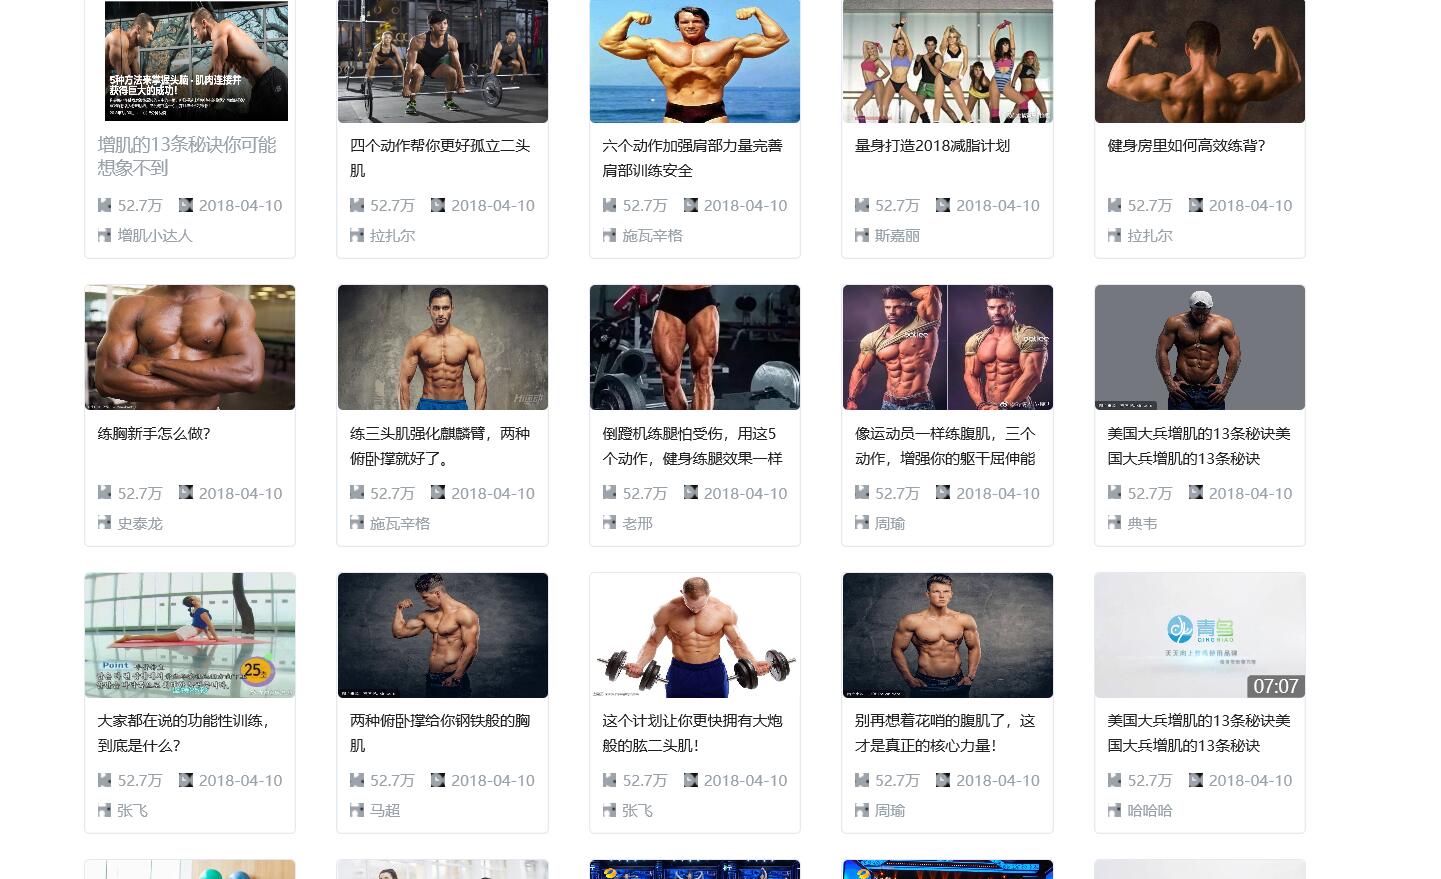 5种方法来掌握头脑 - 肌肉连接并
获得巨大的成功!
增肌的13条秘诀你可能
想象不到
52.7万 2018-04-10
增肌小达人
四个动作帮你更好孤立二头
肌
52.7万 2018-04-10
拉扎尔
六个动作加强肩部力量完善
肩部训练安全
52.7万 2018-04-10
施瓦辛格
量身打造2018减脂计划
52.7万 2018-04-10
斯嘉丽
健身房里如何高效练背?
52.7万 2018-04-10
拉扎尔
练胸新手怎么做?
52.7万 2018-04-10
史泰龙
练三头肌强化麒麟臂，两种
俯卧撑就好了。
52.7万 2018-04-10
施瓦辛格
倒蹬机练腿怕受伤，用这5
个动作，健身练腿效果一样
52.7万 2018-04-10
老邢
像运动员一样练腹肌，三个
动作，增强你的躯干屈伸能
52.7万 2018-04-10
周瑜
美国大兵增肌的13条秘诀美
国大兵增肌的13条秘诀
52.7万 2018-04-10
典韦
Point
25초
大家都在说的功能性训练，
到底是什么?
52.7万 2018-04-10
张飞
两种俯卧撑给你钢铁般的胸
肌
52.7万 2018-04-10
马超
这个计划让你更快拥有大炮
般的肱二头肌!
52.7万 2018-04-10
张飞
别再想着花哨的腹肌了，这
才是真正的核心力量!
52.7万 2018-04-10
周瑜
青鸟
QINGNIAO
07:07
美国大兵增肌的13条秘诀美
国大兵增肌的13条秘诀
52.7万 2018-04-10
哈哈哈